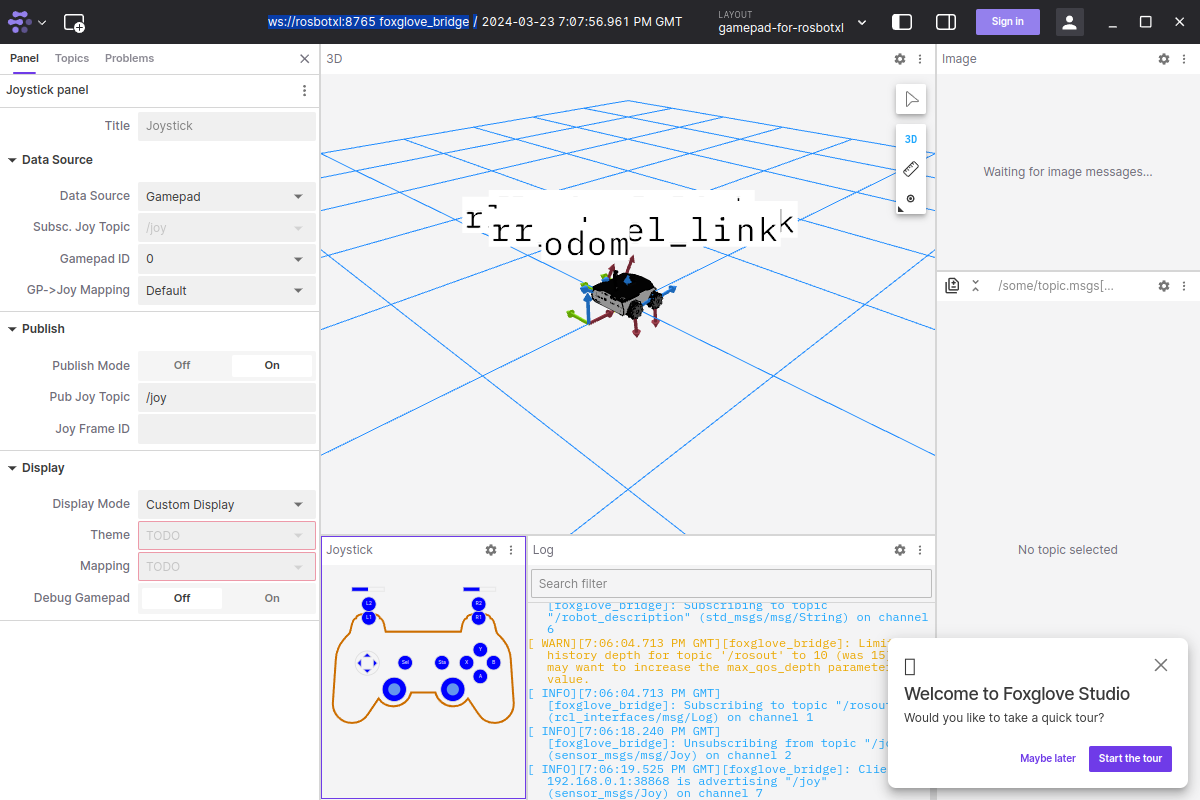 ws://rosbotxl:8765 foxglove_bridge / 2024-03-23 7:07:56.961 PM GMT
LAYOUT
gamepad-for-rosbotxl
Sign in
Panel Topics Problems
Joystick panel
Title Joystick
Data Source
Data Source Gamepad
Subsc. Joy Topic /joy
Gamepad ID 0
GP->Joy Mapping Default
Publish
Publish Mode Off On
Pub Joy Topic /joy
Joy Frame ID
Display
Display Mode Custom Display
Theme TODO
Mapping TODO
Debug Gamepad Off On
3D
3D
odom
el_link
Joystick
L2 R2
L1 R1
Y
Sel Sta X B
A
Log
Search filter
[foxglove_bridge]: Subscribing to topic
"/robot_description" (std_msgs/msg/String) on channel
6
[ WARN][7:06:04.713 PM GMT][foxglove_bridge]: Limi
history depth for topic '/rosout' to 10 (was 15
may want to increase the max_qos_depth paramete
value.
[ INFO][7:06:04.713 PM GMT]
[foxglove_bridge]: Subscribing to topic "/rosou
(rcl_interfaces/msg/Log) on channel 1
[ INFO][7:06:18.240 PM GMT]
[foxglove_bridge]: Unsubscribing from topic "/jo
(sensor_msgs/msg/Joy) on channel 2
[ INFO][7:06:19.525 PM GMT][foxglove_bridge]: Clie
192.168.0.1:38868 is advertising "/joy"
(sensor_msgs/Joy) on channel 7
Image
Waiting for image messages...
/some/topic.msgs[...
No topic selected
Welcome to Foxglove Studio
Would you like to take a quick tour?
Maybe later Start the tour